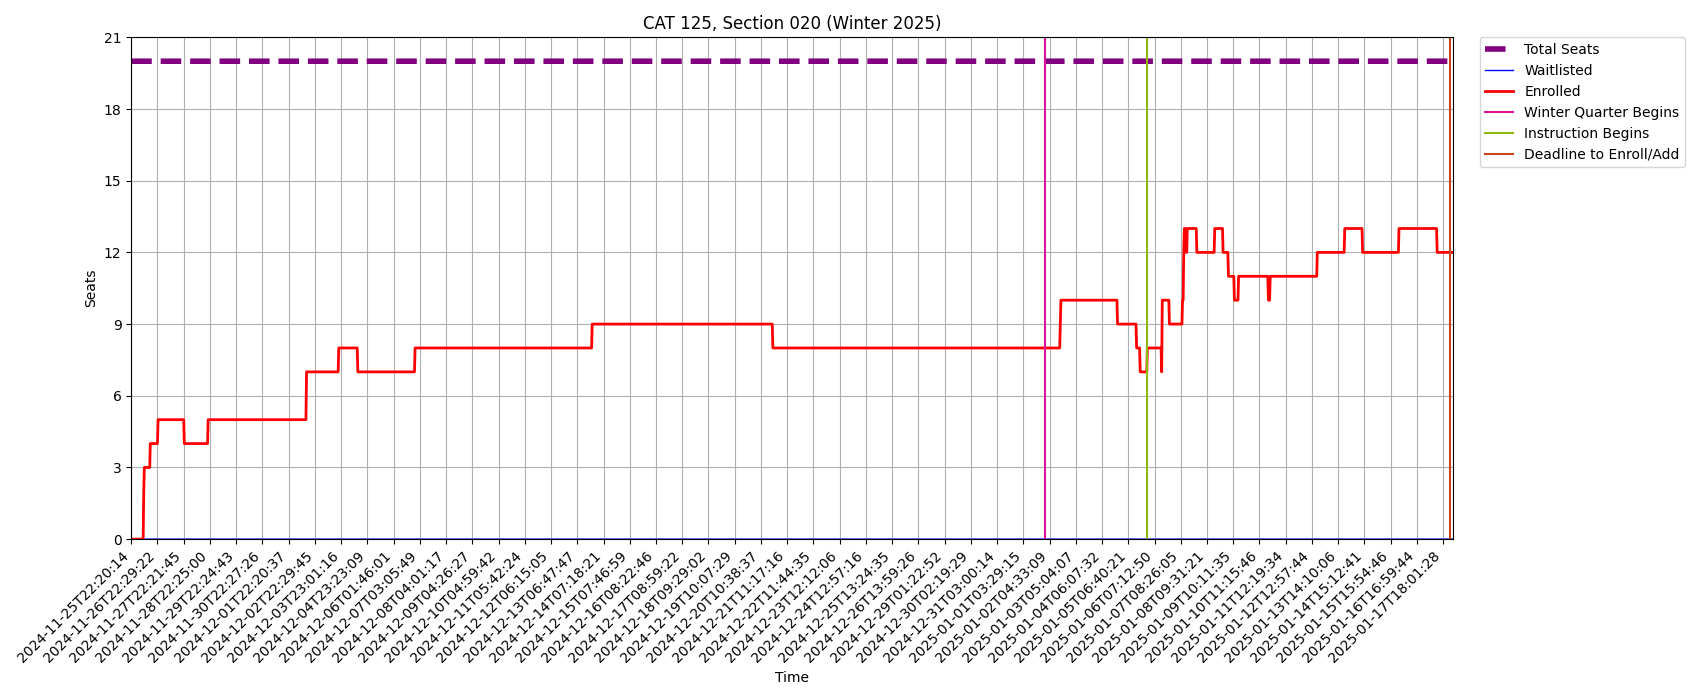 CAT 125, Section 020 (Winter 2025)
21
18
15
12
9
6
3
0
Seats
2024-11-25T22:20:14
2024-11-26T22:29:22
2024-11-27T22:21:45
2024-11-28T22:25:00
2024-11-29T22:24:43
2024-11-30T22:27:26
2024-12-01T22:20:37
2024-12-02T22:29:45
2024-12-03T23:01:16
2024-12-04T23:23:09
2024-12-06T01:46:01
2024-12-07T03:05:49
2024-12-08T04:01:17
2024-12-09T04:26:27
2024-12-10T04:59:42
2024-12-11T05:42:24
2024-12-12T06:15:05
2024-12-13T06:47:47
2024-12-14T07:18:21
2024-12-15T07:46:59
2024-12-16T08:22:46
2024-12-17T08:59:22
2024-12-18T09:29:02
2024-12-19T10:07:29
2024-12-20T10:38:37
2024-12-21T11:17:16
2024-12-22T11:44:35
2024-12-23T12:12:06
2024-12-24T12:57:16
2024-12-25T13:24:35
2024-12-26T13:59:26
2024-12-29T01:22:52
2024-12-30T02:19:29
2024-12-31T03:00:14
2025-01-01T03:29:15
2025-01-02T04:33:09
2025-01-03T05:04:07
2025-01-04T06:07:32
2025-01-05T06:40:21
2025-01-06T07:12:50
2025-01-07T08:26:05
2025-01-08T09:31:21
2025-01-09T10:11:35
2025-01-10T11:15:46
2025-01-11T12:19:34
2025-01-12T12:57:44
2025-01-13T14:10:06
2025-01-14T15:12:41
2025-01-15T15:54:46
2025-01-16T16:59:44
2025-01-17T18:01:28
Time
Total Seats
Waitlisted
Enrolled
Winter Quarter Begins
Instruction Begins
Deadline to Enroll/Add